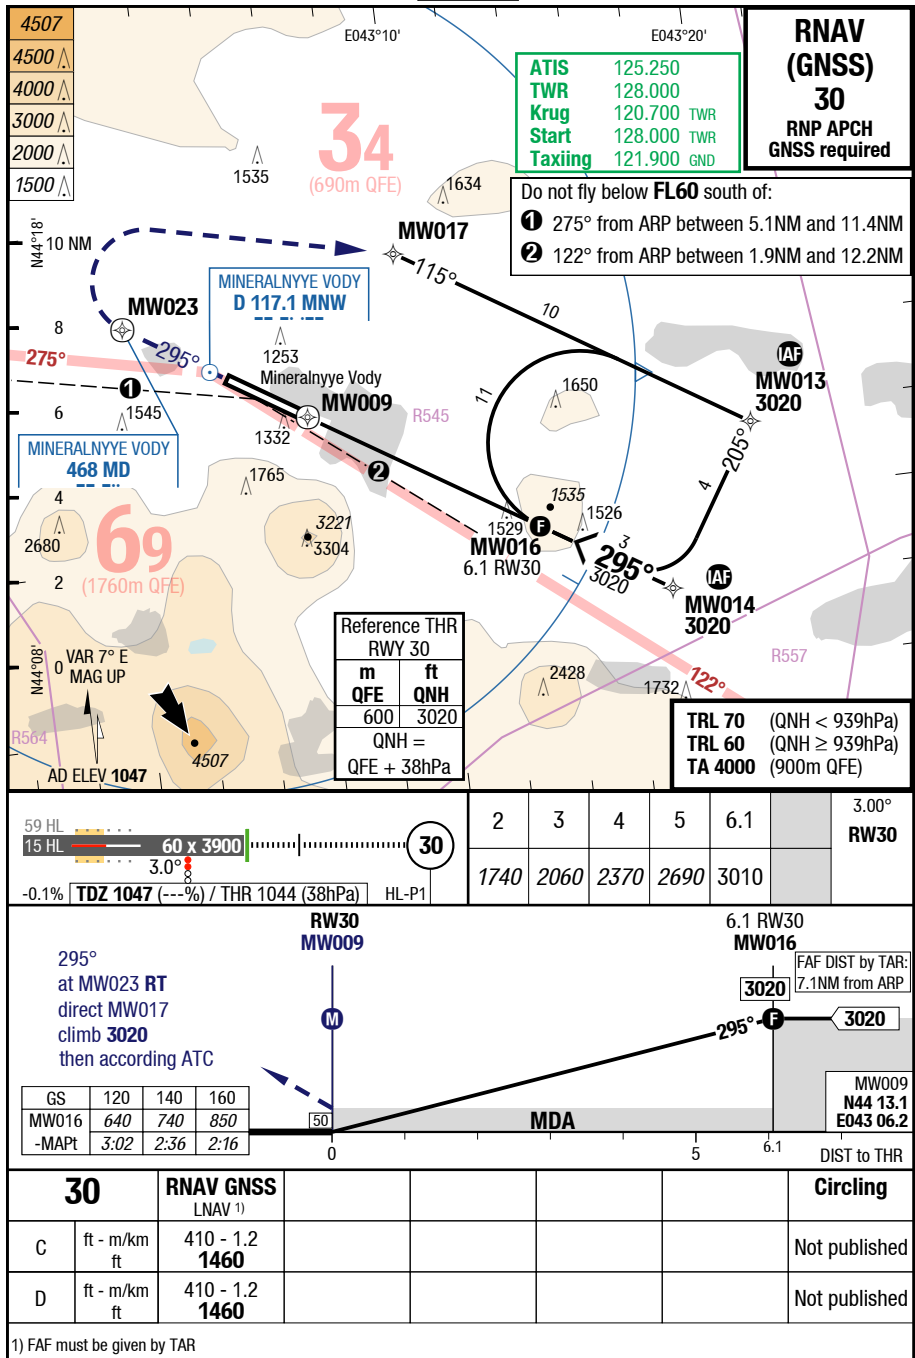 4507
4500
4000
3000
2000
1500
E043°10'
E043°20'
RNAV
(GNSS)
30
RNP APCH
GNSS required
ATIS 125.250
TWR 128.000
Krug 120.700 TWR
Start 128.000 TWR
Taxiing 121.900 GND
Do not fly below FL60 south of:
1 275° from ARP between 5.1NM and 11.4NM
2 122° from ARP between 1.9NM and 12.2NM
34
(690m QFE)
1535
1634
N44°18'
10 NM
MW017
115°
10
MINERALNYYE VODY
D 117.1 MNW
MW023
8
295°
1253
275°
Mineralnyye Vody
IAF
MW013
3020
1
1545
11
1650
MW009
R545
6
1332
205°
MINERALNYYE VODY
468 MD
2
1765
4
4
1535
1526
1529
F
3221
3304
2680
69
(1760m QFE)
MW016
6.1 RW30
3
295°
3020
2
IAF
MW014
3020
Reference THR
RWY 30
m ft
QFE QNH
600 3020
QNH =
QFE + 38hPa
N44°08'
0
VAR 7° E
MAG UP
R557
2428
1732
122°
R564
4507
AD ELEV 1047
TRL 70 (QNH < 939hPa)
TRL 60 (QNH ≥ 939hPa)
TA 4000 (900m QFE)
59 HL
15 HL
60 x 3900
30
3.0°
-0.1% TDZ 1047 (---%) / THR 1044 (38hPa) HL-P1
2 3 4 5 6.1 3.00°
RW30
1740 2060 2370 2690 3010
RW30
MW009
6.1 RW30
MW016
295°
at MW023 RT
direct MW017
climb 3020
then according ATC
FAF DIST by TAR:
7.1NM from ARP
3020
M
295°
F
3020
GS 120 140 160
MW016 640 740 850
-MAPt 3:02 2:36 2:16
50
MDA
MW009
N44 13.1
E043 06.2
0
5
6.1
DIST to THR
30 RNAV GNSS Circling
LNAV 1)
C ft - m/km 410 - 1.2 Not published
ft 1460
D ft - m/km 410 - 1.2 Not published
ft 1460
1) FAF must be given by TAR